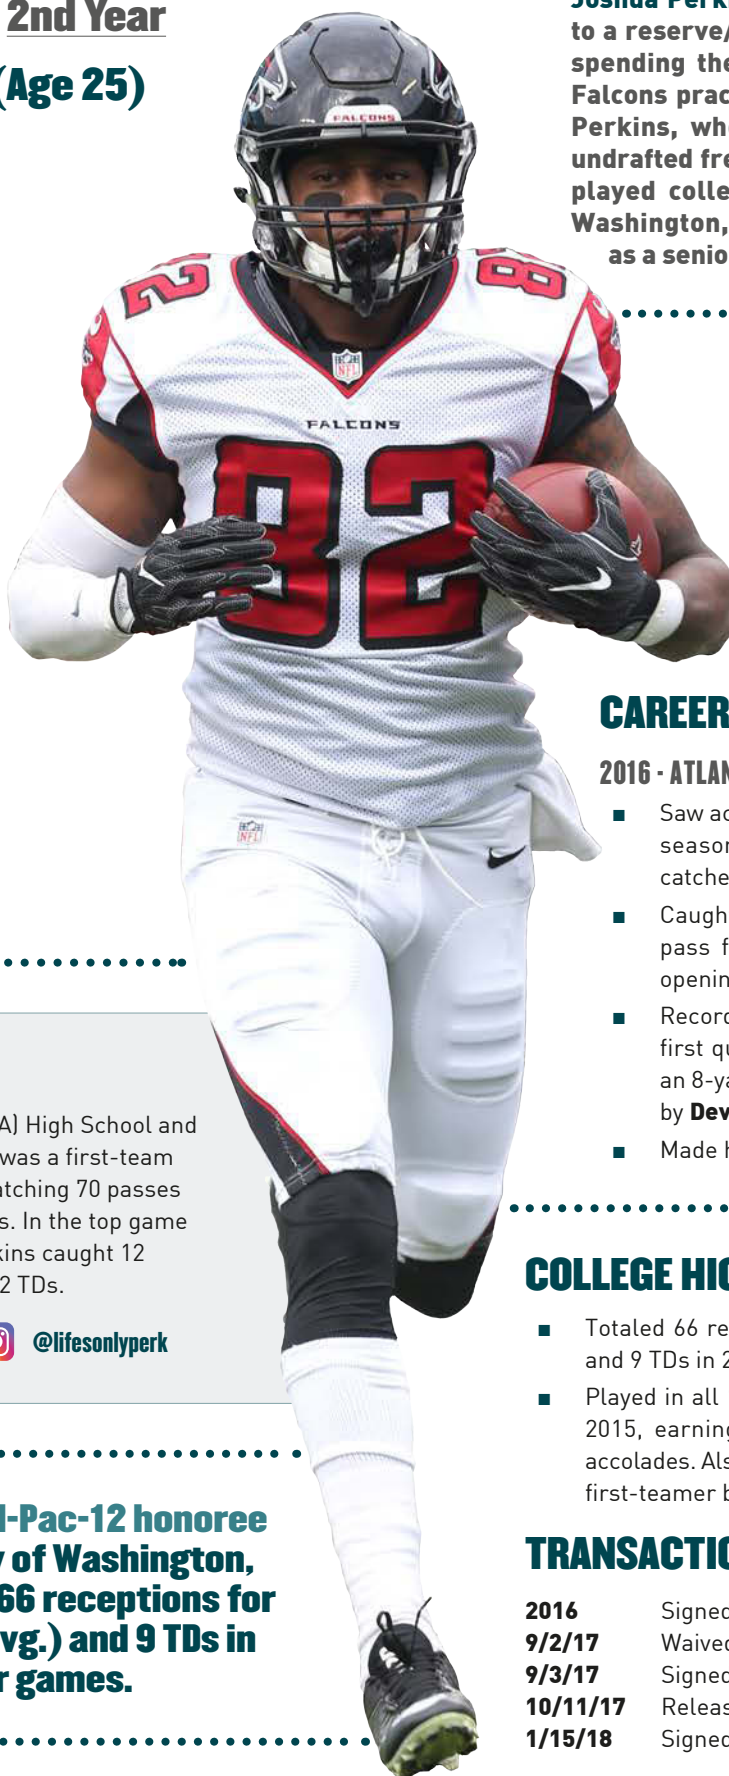 2nd Year
(Age 25)
to a reserve/
spending the
Falcons prac
Perkins, wh
undrafted fre
played colle
Washington,
as a senio
FALCONS
82
82
NFL
FALCONS
82
NFL
CAREER
2016 - ATLAN
■ Saw ac
season
catche
■ Caugh
pass f
openin
■ Record
first qu
an 8-ya
by Dev
■ Made h
A) High School and
was a first-team
atching 70 passes
s. In the top game
kins caught 12
2 TDs.
@lifesonlyperk
COLLEGE HIG
■ Totaled 66 re
and 9 TDs in 2
■ Played in all
2015, earning
accolades. Als
first-teamer b
l-Pac-12 honoree
y of Washington,
66 receptions for
vg.) and 9 TDs in
r games.
TRANSACTIO
2016 Signed
9/2/17 Waived
9/3/17 Signed
10/11/17 Releas
1/15/18 Signed